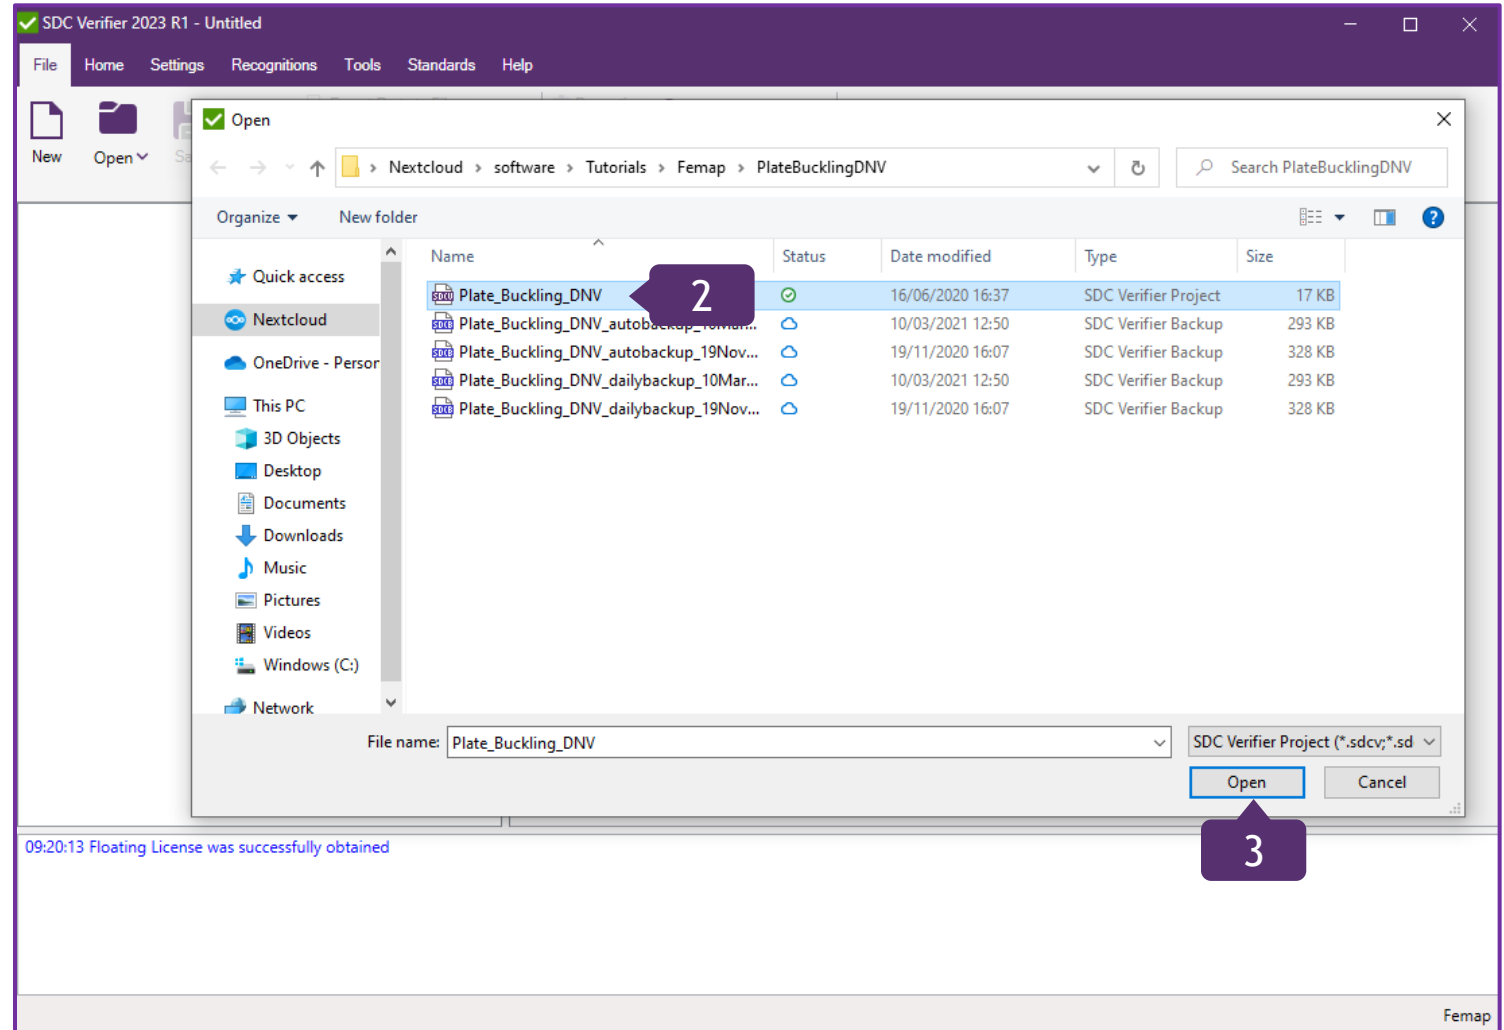 SDC Verifier 2023 R1 - Untitled
File Home Settings Recognitions Tools Standards Help
New Open
Open
Nextcloud › software › Tutorials › Femap › PlateBucklingDNV Search PlateBucklingDNV
Organize New folder
Name Status Date modified Type Size
Quick access
Nextcloud
OneDrive - Person
This PC
3D Objects
Desktop
Documents
Downloads
Music
Pictures
Videos
Windows (C:)
Network
Plate_Buckling_DNV 2 16/06/2020 16:37 SDC Verifier Project 17 KB
Plate_Buckling_DNV_autobackup_10Mar... 10/03/2021 12:50 SDC Verifier Backup 293 KB
Plate_Buckling_DNV_autobackup_19Nov... 19/11/2020 16:07 SDC Verifier Backup 328 KB
Plate_Buckling_DNV_dailybackup_10Mar... 10/03/2021 12:50 SDC Verifier Backup 293 KB
Plate_Buckling_DNV_dailybackup_19Nov... 19/11/2020 16:07 SDC Verifier Backup 328 KB
File name: Plate_Buckling_DNV SDC Verifier Project (*.sdcv;*.sd
Open Cancel
3
09:20:13 Floating License was successfully obtained
Femap